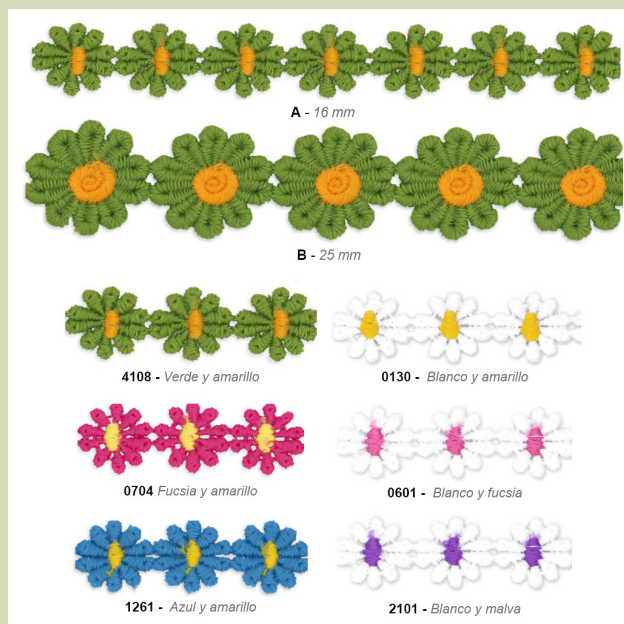 A - 16 mm
B - 25 mm
4108 - Verde y amarillo
0130 - Blanco y amarillo
0704 Fucsia y amarillo
0601 - Blanco y fucsia
1261 - Azul y amarillo
2101 - Blanco y malva